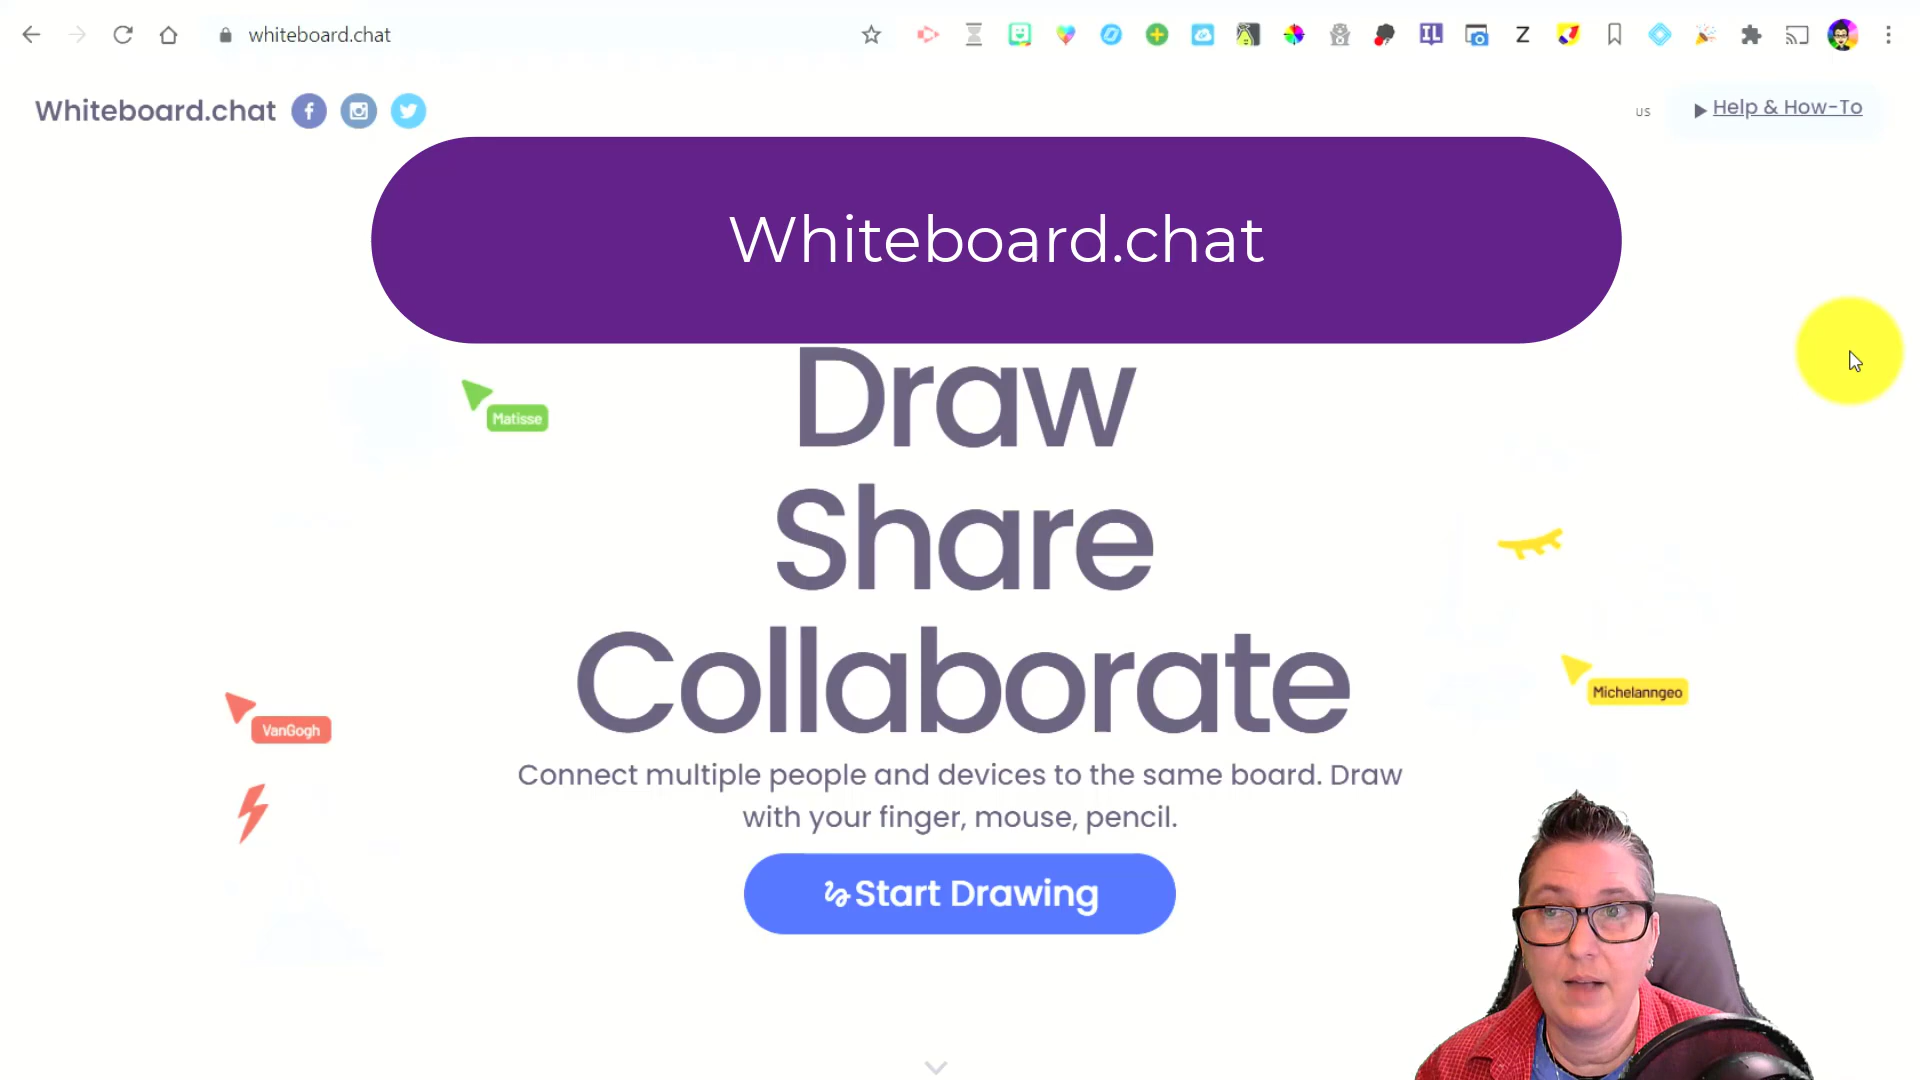 whiteboard.chat
Whiteboard.chat
US
Help & How-To
Whiteboard.chat
Draw
Matisse
Share
Collaborate
Michelanngeo
VanGogh
Connect multiple people and devices to the same board. Draw
with your finger, mouse, pencil.
Start Drawing